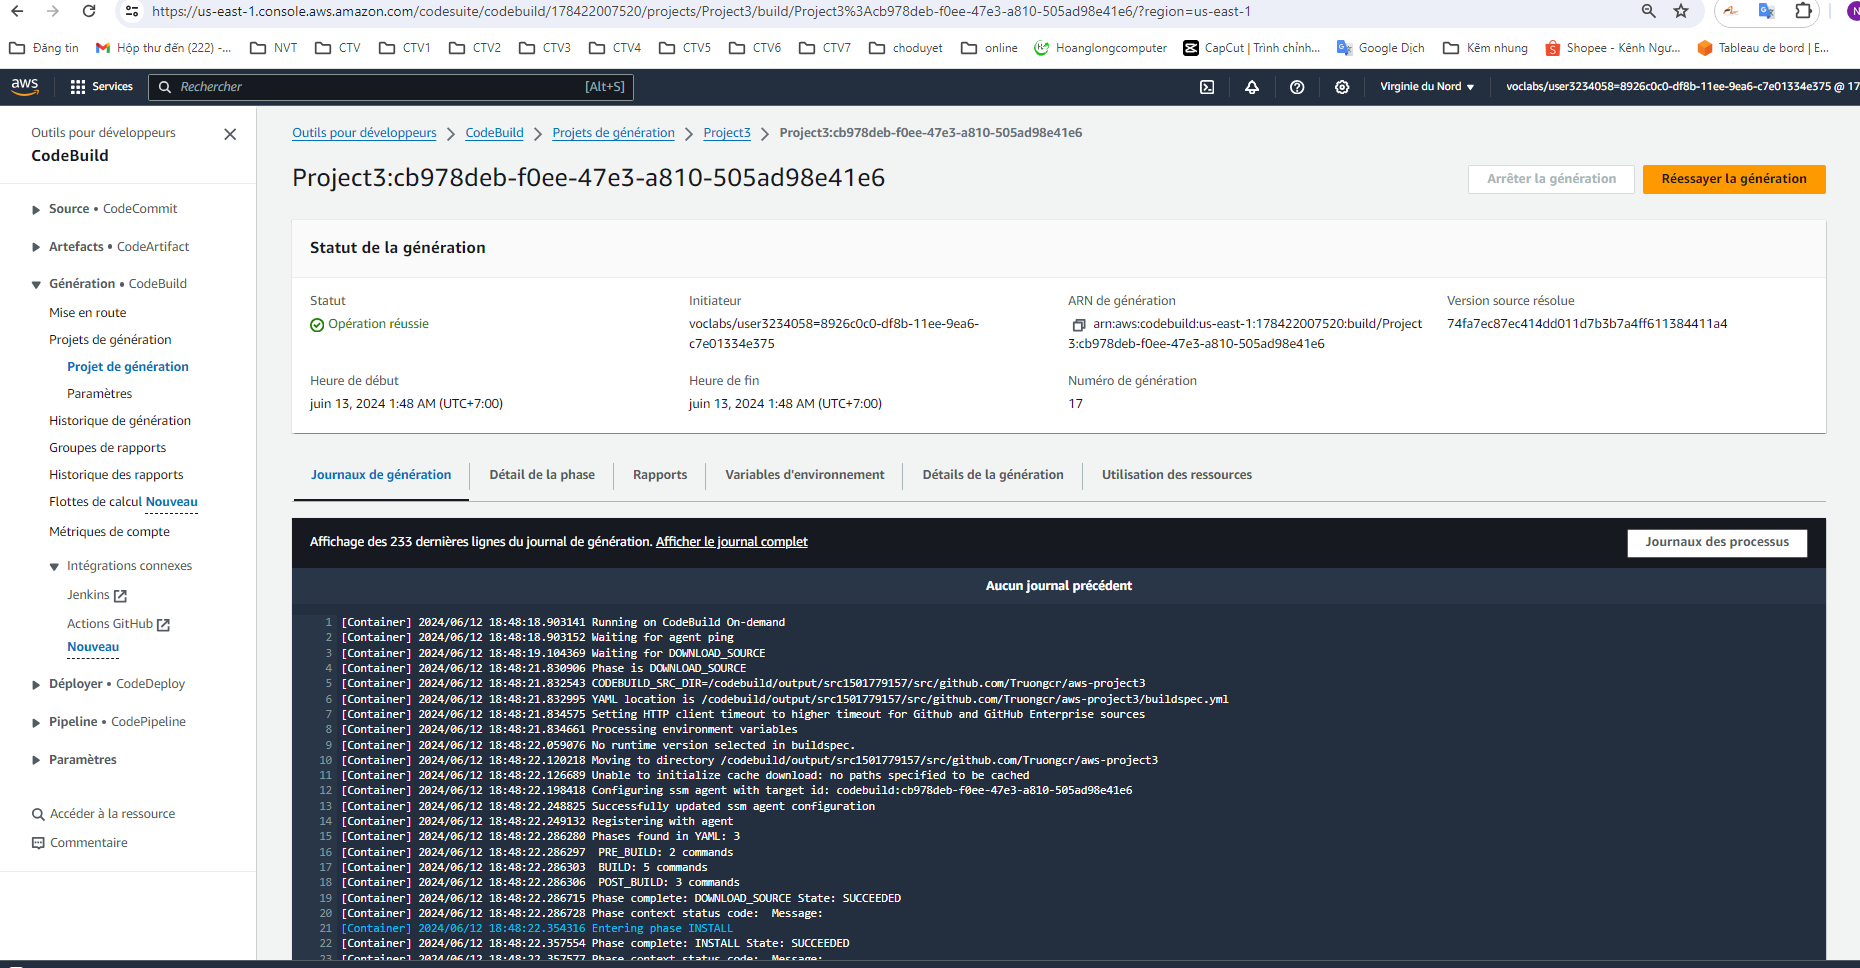 https://us-east-1.console.aws.amazon.com/codesuite/codebuild/178422007520/projects/Project3/build/Project3%3Acb978deb-f0ee-47e3-a810-505ad98e41e6/?region=us-east-1
Đăng tin Hộp thư đến (222) -... NVT CTV CTV1 CTV2 CTV3 CTV4 CTV5 CTV6 CTV7 choduyet online Hoanglongcomputer CapCut | Trình chỉnh... Google Dịch Kẽm nhung Shopee - Kênh Ngư... Tableau de bord | E...
aws Services Rechercher [Alt+S] Virginie du Nord voclabs/user3234058=8926c0c0-df8b-11ee-9ea6-c7e01334e375 @ 17
Outils pour développeurs
CodeBuild
Source • CodeCommit
Artefacts • CodeArtifact
Génération • CodeBuild
Mise en route
Projets de génération
Projet de génération
Paramètres
Historique de génération
Groupes de rapports
Historique des rapports
Flottes de calcul Nouveau
Métriques de compte
Intégrations connexes
Jenkins
Actions GitHub
Nouveau
Déployer • CodeDeploy
Pipeline • CodePipeline
Paramètres
Accéder à la ressource
Commentaire
Outils pour développeurs CodeBuild Projets de génération Project3 Project3:cb978deb-f0ee-47e3-a810-505ad98e41e6
Project3:cb978deb-f0ee-47e3-a810-505ad98e41e6
Arrêter la génération Réessayer la génération
Statut de la génération
Statut
Opération réussie
Initiateur
voclabs/user3234058=8926c0c0-df8b-11ee-9ea6-
c7e01334e375
ARN de génération
arn:aws:codebuild:us-east-1:178422007520:build/Project
3:cb978deb-f0ee-47e3-a810-505ad98e41e6
Version source résolue
74fa7ec87ec414dd011d7b3b7a4ff611384411a4
Heure de début
juin 13, 2024 1:48 AM (UTC+7:00)
Heure de fin
juin 13, 2024 1:48 AM (UTC+7:00)
Numéro de génération
17
Journaux de génération Détail de la phase Rapports Variables d'environnement Détails de la génération Utilisation des ressources
Affichage des 233 dernières lignes du journal de génération. Afficher le journal complet
Journaux des processus
Aucun journal précédent
1 [Container] 2024/06/12 18:48:18.903141 Running on CodeBuild On-demand
2 [Container] 2024/06/12 18:48:18.903152 Waiting for agent ping
3 [Container] 2024/06/12 18:48:19.104369 Waiting for DOWNLOAD_SOURCE
4 [Container] 2024/06/12 18:48:21.830906 Phase is DOWNLOAD_SOURCE
5 [Container] 2024/06/12 18:48:21.832543 CODEBUILD_SRC_DIR=/codebuild/output/src1501779157/src/github.com/Truongcr/aws-project3
6 [Container] 2024/06/12 18:48:21.832995 YAML location is /codebuild/output/src1501779157/src/github.com/Truongcr/aws-project3/buildspec.yml
7 [Container] 2024/06/12 18:48:21.834575 Setting HTTP client timeout to higher timeout for Github and GitHub Enterprise sources
8 [Container] 2024/06/12 18:48:21.834661 Processing environment variables
9 [Container] 2024/06/12 18:48:22.059076 No runtime version selected in buildspec.
10 [Container] 2024/06/12 18:48:22.120218 Moving to directory /codebuild/output/src1501779157/src/github.com/Truongcr/aws-project3
11 [Container] 2024/06/12 18:48:22.126689 Unable to initialize cache download: no paths specified to be cached
12 [Container] 2024/06/12 18:48:22.198418 Configuring ssm agent with target id: codebuild:cb978deb-f0ee-47e3-a810-505ad98e41e6
13 [Container] 2024/06/12 18:48:22.248825 Successfully updated ssm agent configuration
14 [Container] 2024/06/12 18:48:22.249132 Registering with agent
15 [Container] 2024/06/12 18:48:22.286280 Phases found in YAML: 3
16 [Container] 2024/06/12 18:48:22.286297 PRE_BUILD: 2 commands
17 [Container] 2024/06/12 18:48:22.286303 BUILD: 5 commands
18 [Container] 2024/06/12 18:48:22.286306 POST_BUILD: 3 commands
19 [Container] 2024/06/12 18:48:22.286715 Phase complete: DOWNLOAD_SOURCE State: SUCCEEDED
20 [Container] 2024/06/12 18:48:22.286728 Phase context status code: Message:
21 [Container] 2024/06/12 18:48:22.354316 Entering phase INSTALL
22 [Container] 2024/06/12 18:48:22.357554 Phase complete: INSTALL State: SUCCEEDED
23 [Container] 2024/06/12 18:48:22.357577 Phase context status code: Message: